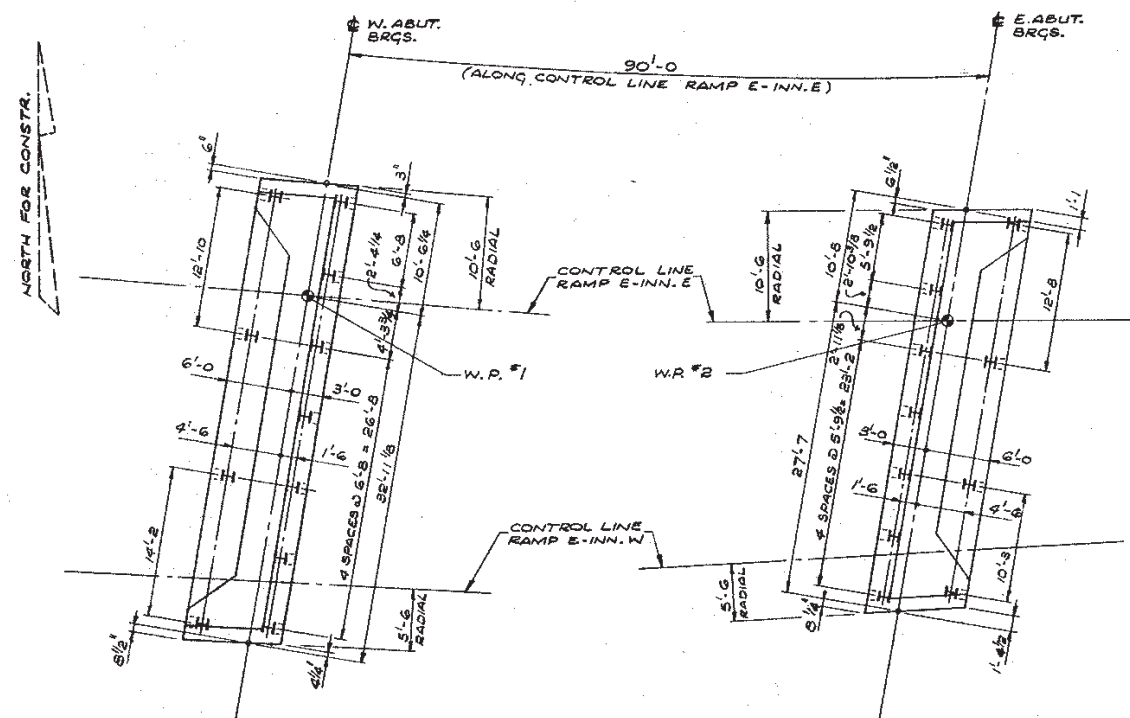 ℄ W. ABUT.
BRGS.
℄ E. ABUT.
BRGS.
90'-0
(ALONG CONTROL LINE RAMP E-INN.E)
NORTH FOR CONSTR.
6"
3"
12'-10
2'-4 1/4
6'-8
10'-6 1/4
10'-6
RADIAL
4'-3 3/4
CONTROL LINE
RAMP E-INN.E
W.P. #1
W.P. #2
6'-0
3'-0
4'-6
1'-6
14'-2
4 SPACES @ 6'-8 = 26'-8
32'-11 1/8
8 1/2"
4 1/4"
5'-6
RADIAL
CONTROL LINE
RAMP E-INN.W
6 1/2"
1'-1
10'-6
RADIAL
10'-8
2'-10 3/8
5'-9 1/2
12'-8
2'-11 1/8
4 SPACES @ 5'-9 1/2 = 23'-2
27'-7
3'-0
6'-0
1'-6
4'-6
10'-3
5'-6
RADIAL
8 1/4"
1'-4 1/2